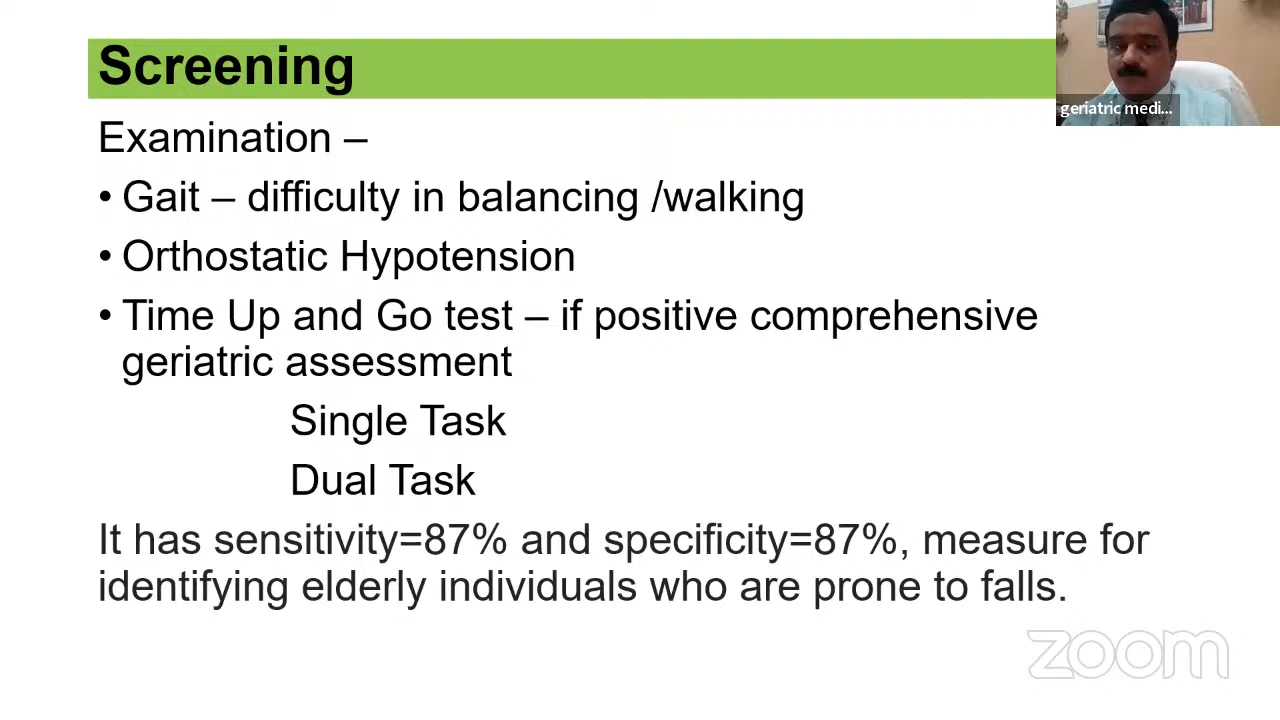 Screening
geriatric medi...
Examination –
• Gait – difficulty in balancing /walking
• Orthostatic Hypotension
• Time Up and Go test – if positive comprehensive
geriatric assessment
Single Task
Dual Task
It has sensitivity=87% and specificity=87%, measure for
identifying elderly individuals who are prone to falls.
zoom